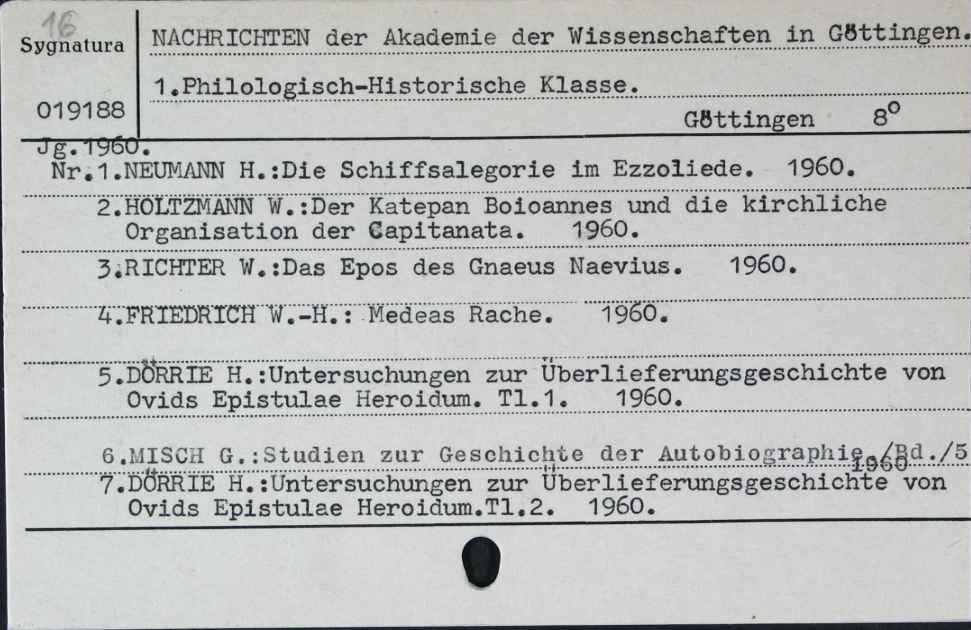 16
Sygnatura
019188
NACHRICHTEN der Akademie der Wissenschaften in Göttingen.
1.Philologisch-Historische Klasse.
Göttingen 8°
Jg.1960.
Nr.1.NEUMANN H.:Die Schiffsalegorie im Ezzoliede. 1960.
2.HOLTZMANN W.:Der Katepan Boioannes und die kirchliche
Organisation der Capitanata. 1960.
3.RICHTER W.:Das Epos des Gnaeus Naevius. 1960.
4.FRIEDRICH W.-H.: Medeas Rache. 1960.
5.DÖRRIE H.:Untersuchungen zur Überlieferungsgeschichte von
Ovids Epistulae Heroidum. Tl.1. 1960.
6.MISCH G.:Studien zur Geschichte der Autobiographie./Bd./5
1960
7.DÖRRIE H.:Untersuchungen zur Überlieferungsgeschichte von
Ovids Epistulae Heroidum.Tl.2. 1960.